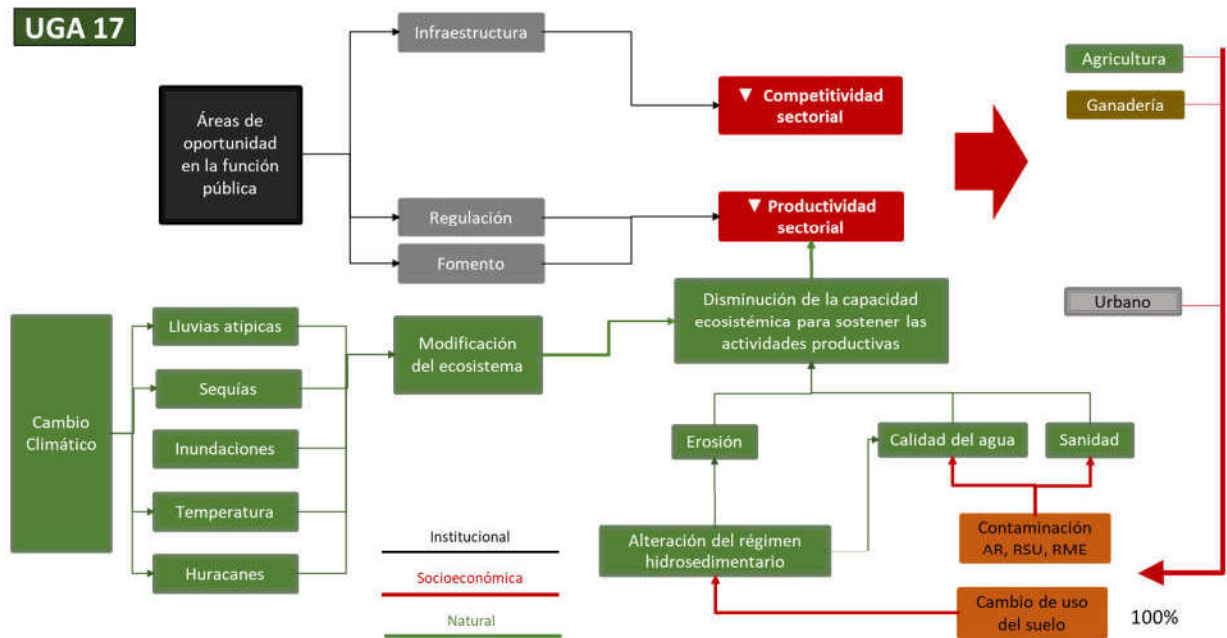 UGA 17
Áreas de
oportunidad
en la función
pública
Infraestructura
Regulación
Fomento
▼ Competitividad
sectorial
▼ Productividad
sectorial
Agricultura
Ganadería
Urbano
Cambio
Climático
Lluvias atípicas
Sequías
Inundaciones
Temperatura
Huracanes
Modificación
del ecosistema
Disminución de la capacidad
ecosistémica para sostener las
actividades productivas
Erosión
Calidad del agua
Sanidad
Alteración del régimen
hidrosedimentario
Contaminación
AR, RSU, RME
Cambio de uso
del suelo
100%
Institucional
Socioeconómica
Natural